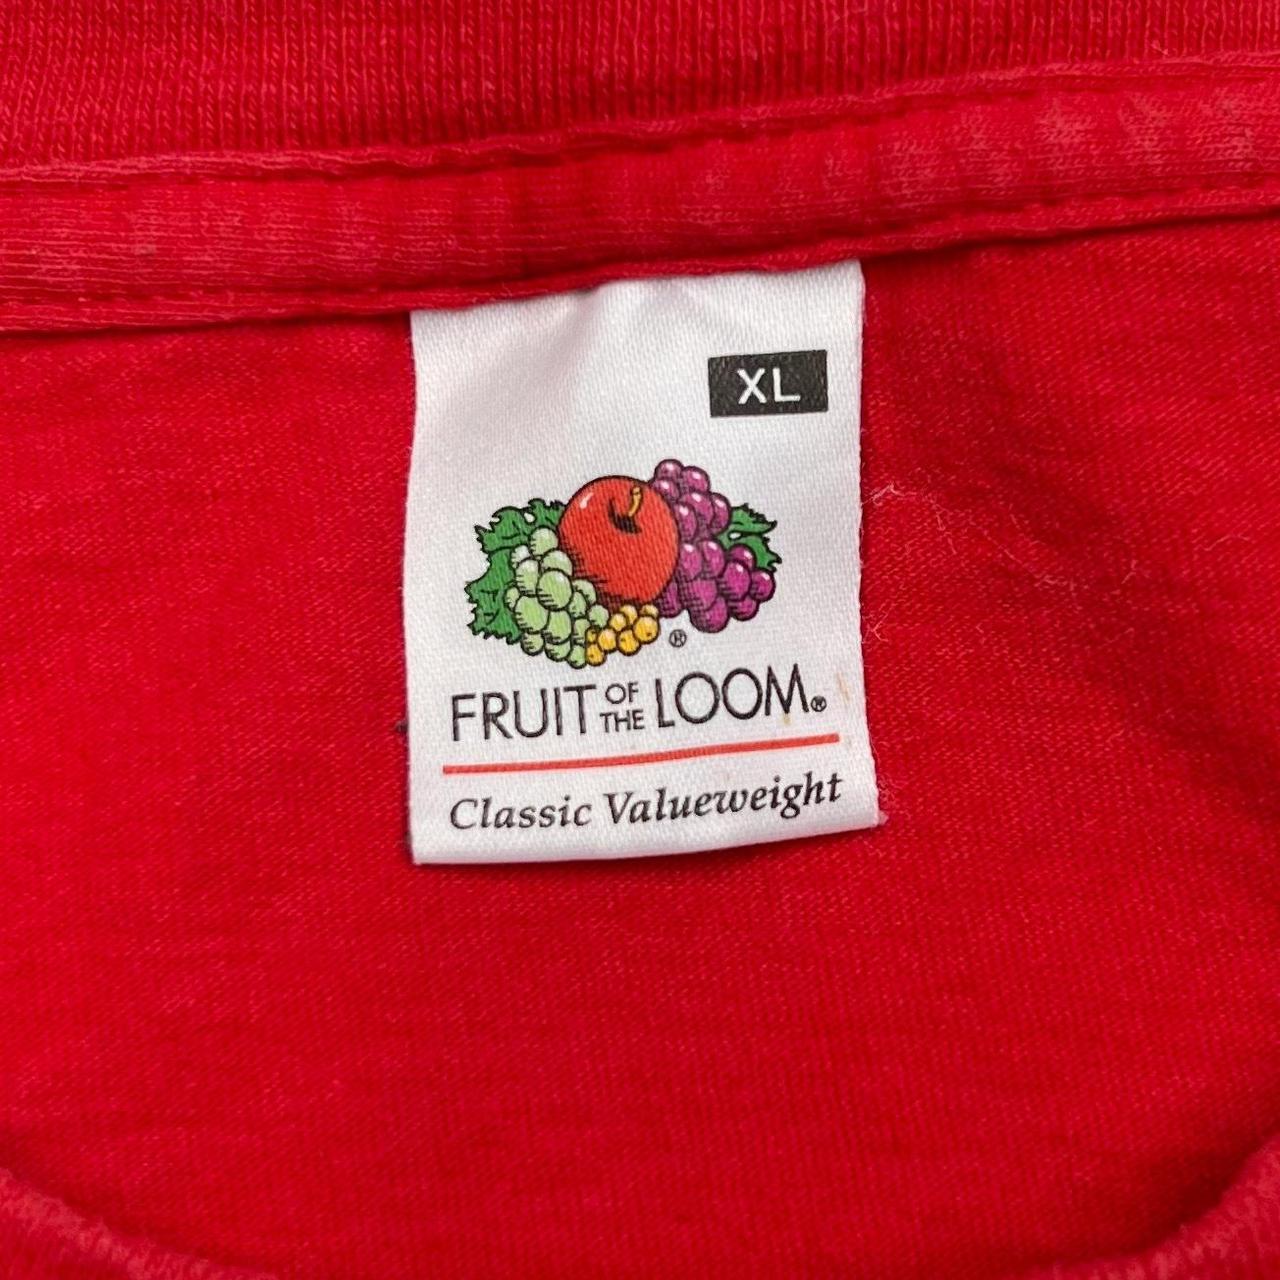 XL
®
FRUIT OF THE LOOM®
Classic Valueweight